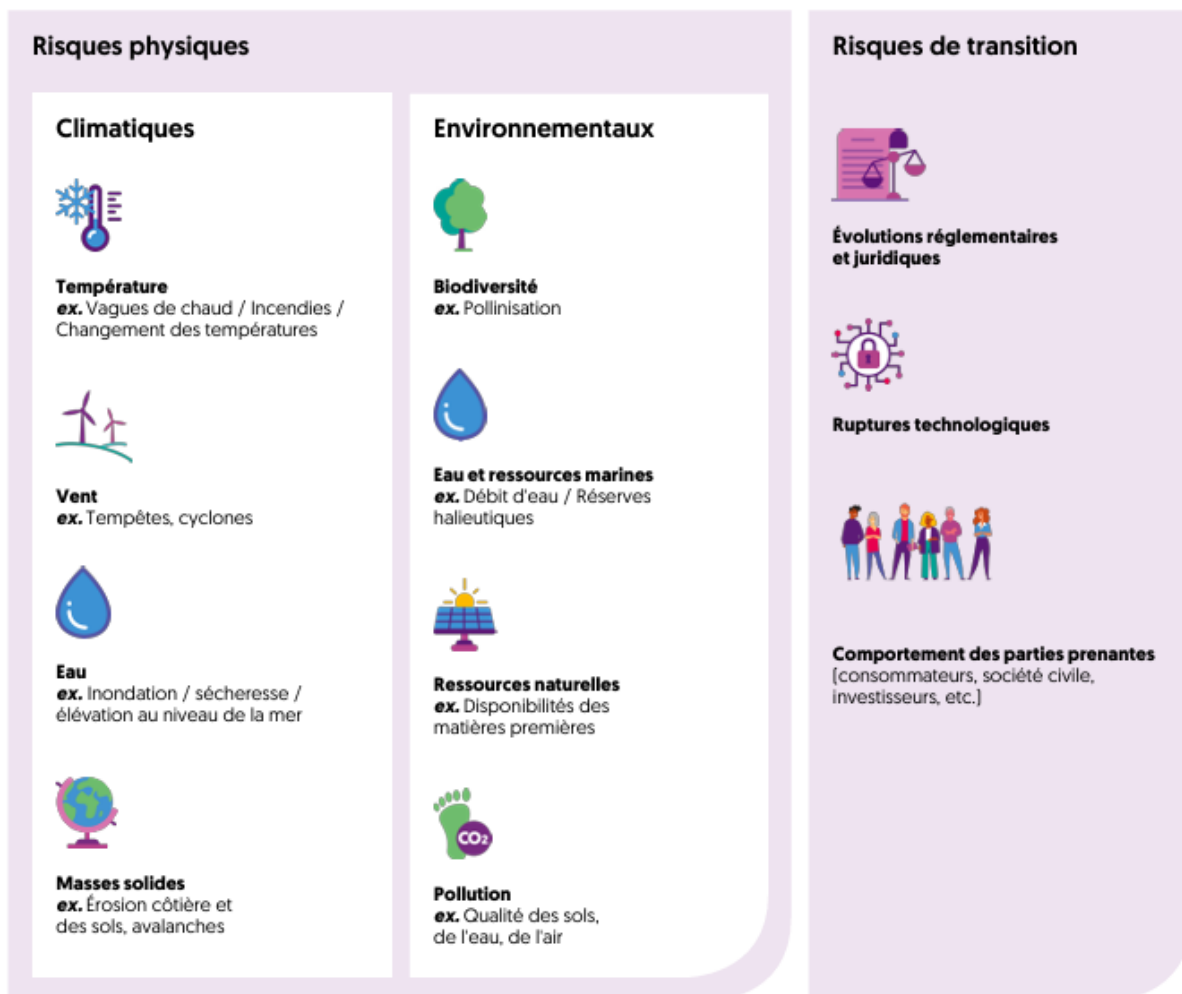 Risques physiques
Climatiques
Température
ex. Vagues de chaud / Incendies /
Changement des températures
Vent
ex. Tempêtes, cyclones
Eau
ex. Inondation / sécheresse /
élévation au niveau de la mer
Masses solides
ex. Érosion côtière et
des sols, avalanches
Environnementaux
Biodiversité
ex. Pollinisation
Eau et ressources marines
ex. Débit d'eau / Réserves
halieutiques
Ressources naturelles
ex. Disponibilités des
matières premières
CO2
Pollution
ex. Qualité des sols,
de l'eau, de l'air
Risques de transition
Évolutions réglementaires
et juridiques
Ruptures technologiques
Comportement des parties prenantes
(consommateurs, société civile,
investisseurs, etc.)